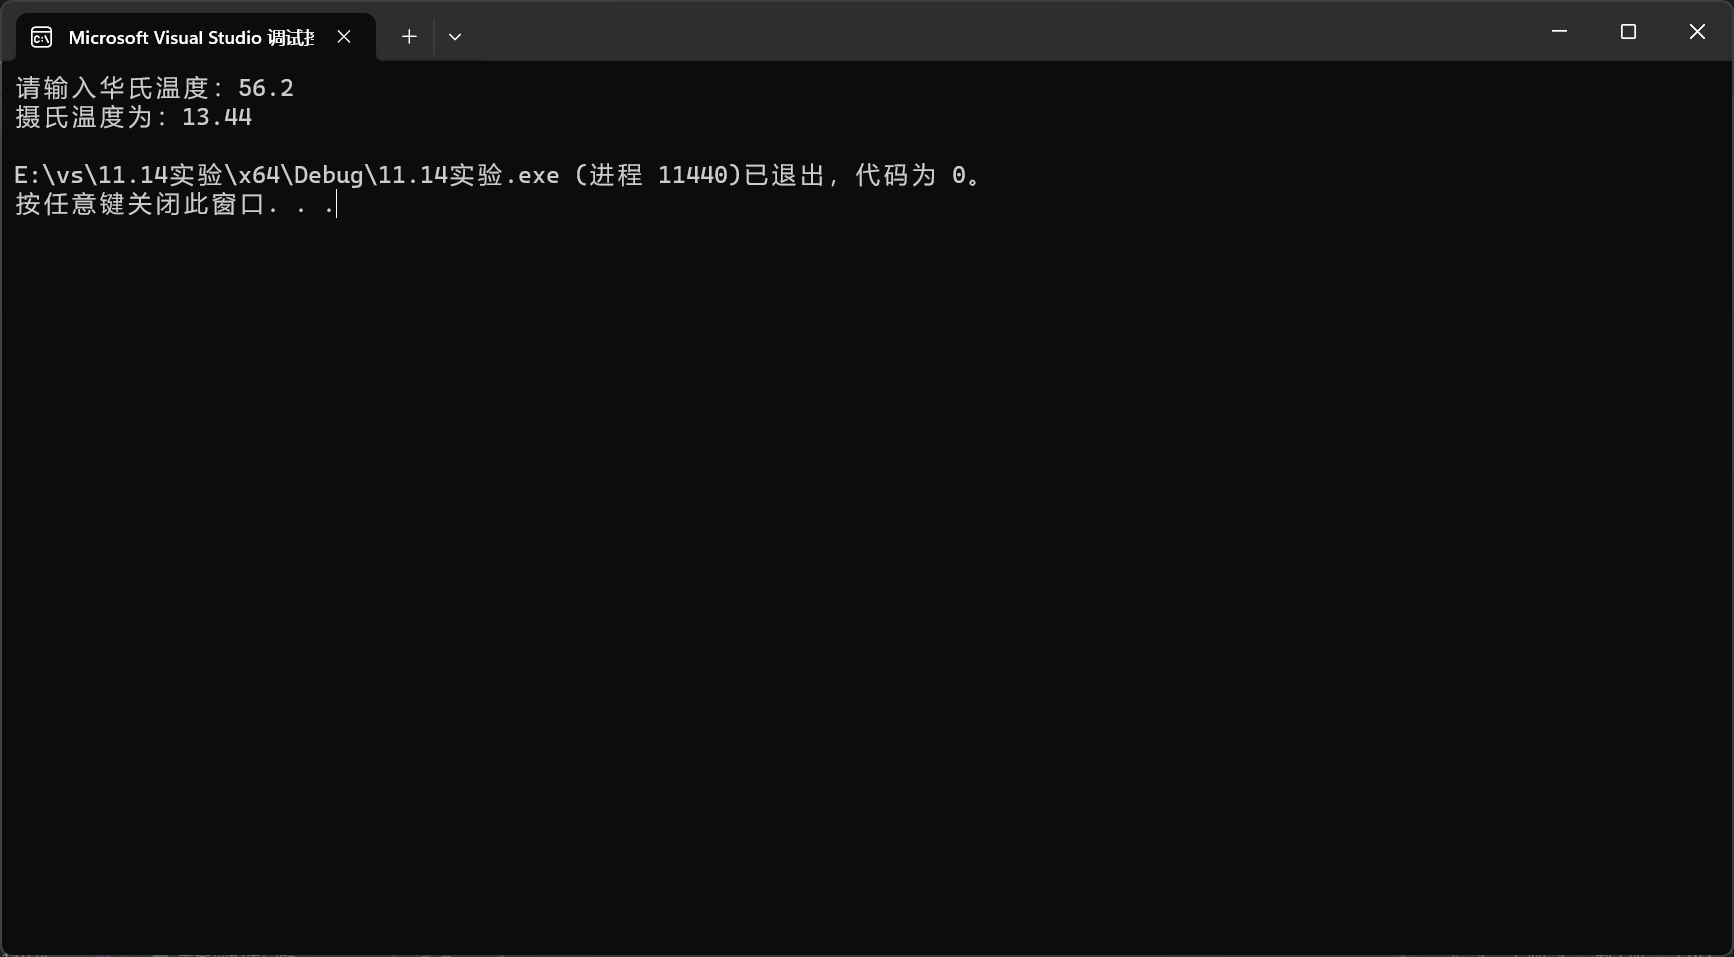 Microsoft Visual Studio 调试
请输入华氏温度：56.2
摄氏温度为：13.44
E:\vs\11.14实验\x64\Debug\11.14实验.exe (进程 11440)已退出，代码为 0。
按任意键关闭此窗口. . .